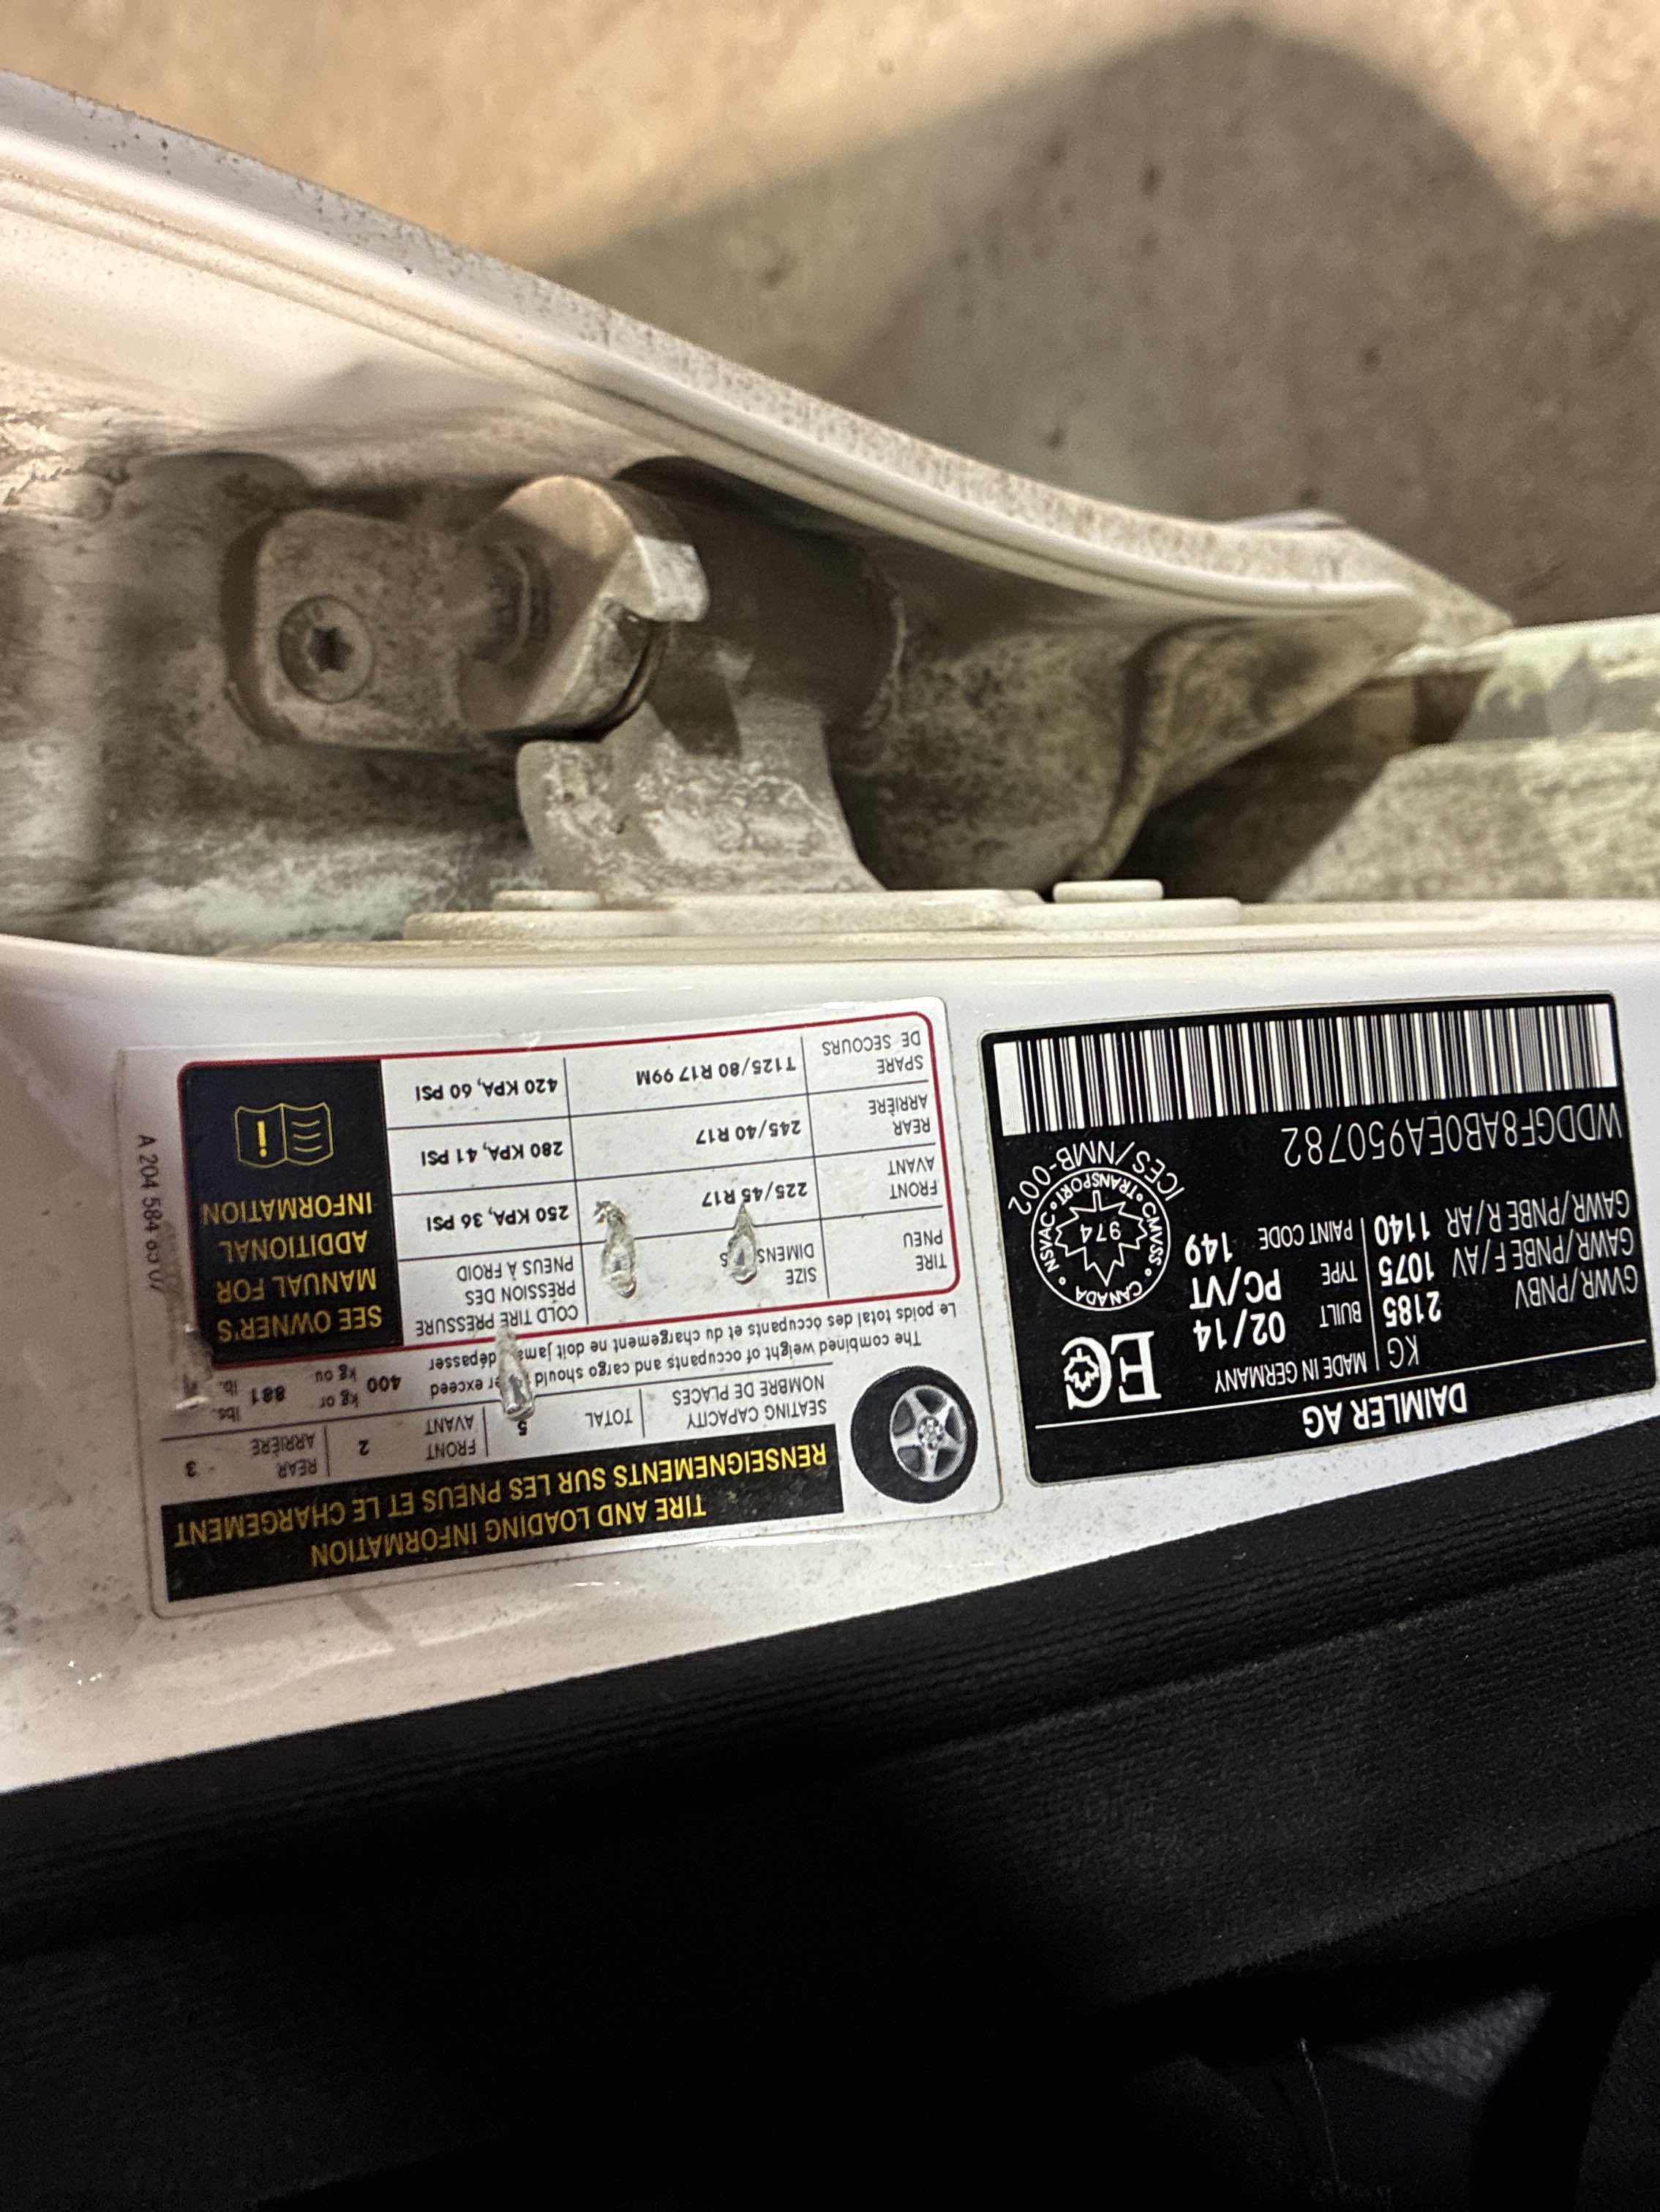 DAIMLER AG
KG MADE IN GERMANY
GVWR/PNBV 2185 BUILT 02/14
GAWR/PNBE F/AV 1075 TYPE PC/VT
GAWR/PNBE R/AR 1140 PAINT CODE 149
WDDGF8AB0EA950782
EC
CANADA • CMVSS • TRANSPORT • NSVAC •
974
ICES/NMB-002
TIRE AND LOADING INFORMATION
RENSEIGNEMENTS SUR LES PNEUS ET LE CHARGEMENT
SEATING CAPACITY TOTAL 5 FRONT 2 REAR 3
NOMBRE DE PLACES AVANT ARRIÈRE
The combined weight of occupants and cargo should exceed 400 kg or 881 lbs.
Le poids total des occupants et du chargement ne doit dépasser kg ou lb.
TIRE SIZE COLD TIRE PRESSURE
PNEU PRESSION DES
PNEUS À FROID
FRONT 225/45 R17 250 KPA, 36 PSI
AVANT
REAR 245/40 R17 280 KPA, 41 PSI
ARRIÈRE
SPARE T125/80 R17 99M 420 KPA, 60 PSI
DE SECOURS
SEE OWNER'S
MANUAL FOR
ADDITIONAL
INFORMATION
A 204 584